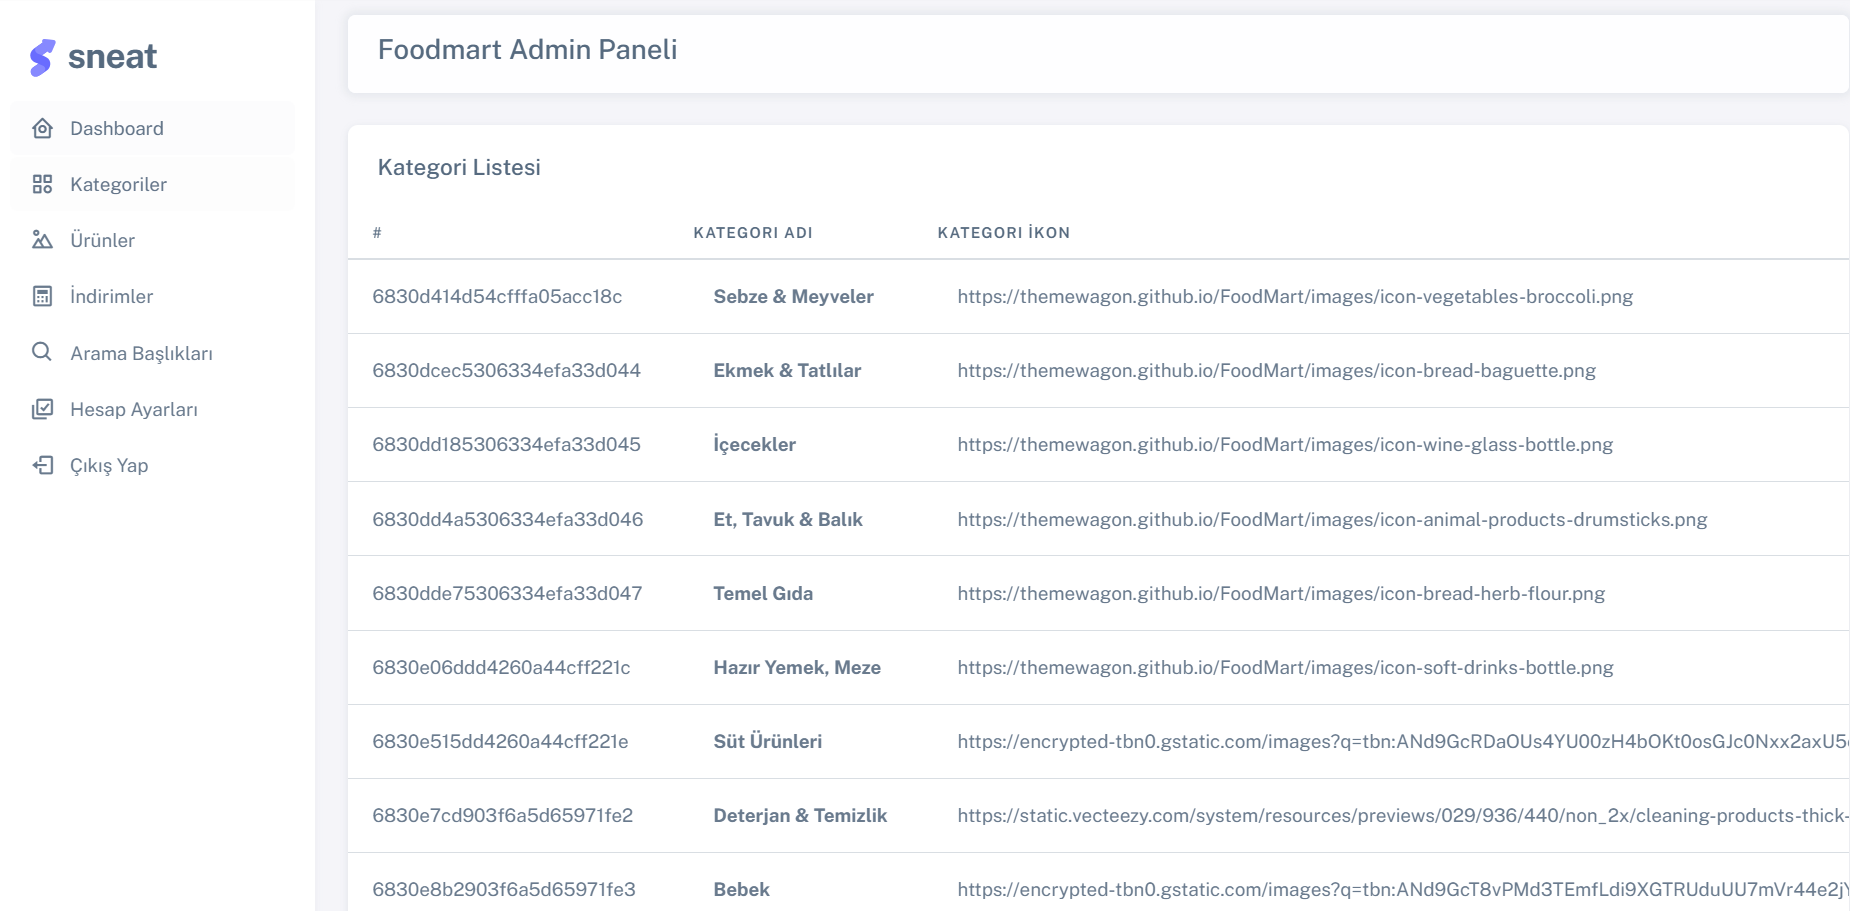 sneat
Dashboard
Kategoriler
Ürünler
İndirimler
Arama Başlıkları
Hesap Ayarları
Çıkış Yap
Foodmart Admin Paneli
Kategori Listesi
# KATEGORI ADI KATEGORI İKON
6830d414d54cfffa05acc18c Sebze & Meyveler https://themewagon.github.io/FoodMart/images/icon-vegetables-broccoli.png
6830dcec5306334efa33d044 Ekmek & Tatlılar https://themewagon.github.io/FoodMart/images/icon-bread-baguette.png
6830dd185306334efa33d045 İçecekler https://themewagon.github.io/FoodMart/images/icon-wine-glass-bottle.png
6830dd4a5306334efa33d046 Et, Tavuk & Balık https://themewagon.github.io/FoodMart/images/icon-animal-products-drumsticks.png
6830dde75306334efa33d047 Temel Gıda https://themewagon.github.io/FoodMart/images/icon-bread-herb-flour.png
6830e06ddd4260a44cff221c Hazır Yemek, Meze https://themewagon.github.io/FoodMart/images/icon-soft-drinks-bottle.png
6830e515dd4260a44cff221e Süt Ürünleri https://encrypted-tbn0.gstatic.com/images?q=tbn:ANd9GcRDaOUs4YU00zH4bOKt0osGJc0Nxx2axU5
6830e7cd903f6a5d65971fe2 Deterjan & Temizlik https://static.vecteezy.com/system/resources/previews/029/936/440/non_2x/cleaning-products-thick-
6830e8b2903f6a5d65971fe3 Bebek https://encrypted-tbn0.gstatic.com/images?q=tbn:ANd9GcT8vPMd3TEmfLdi9XGTRUduUU7mVr44e2j